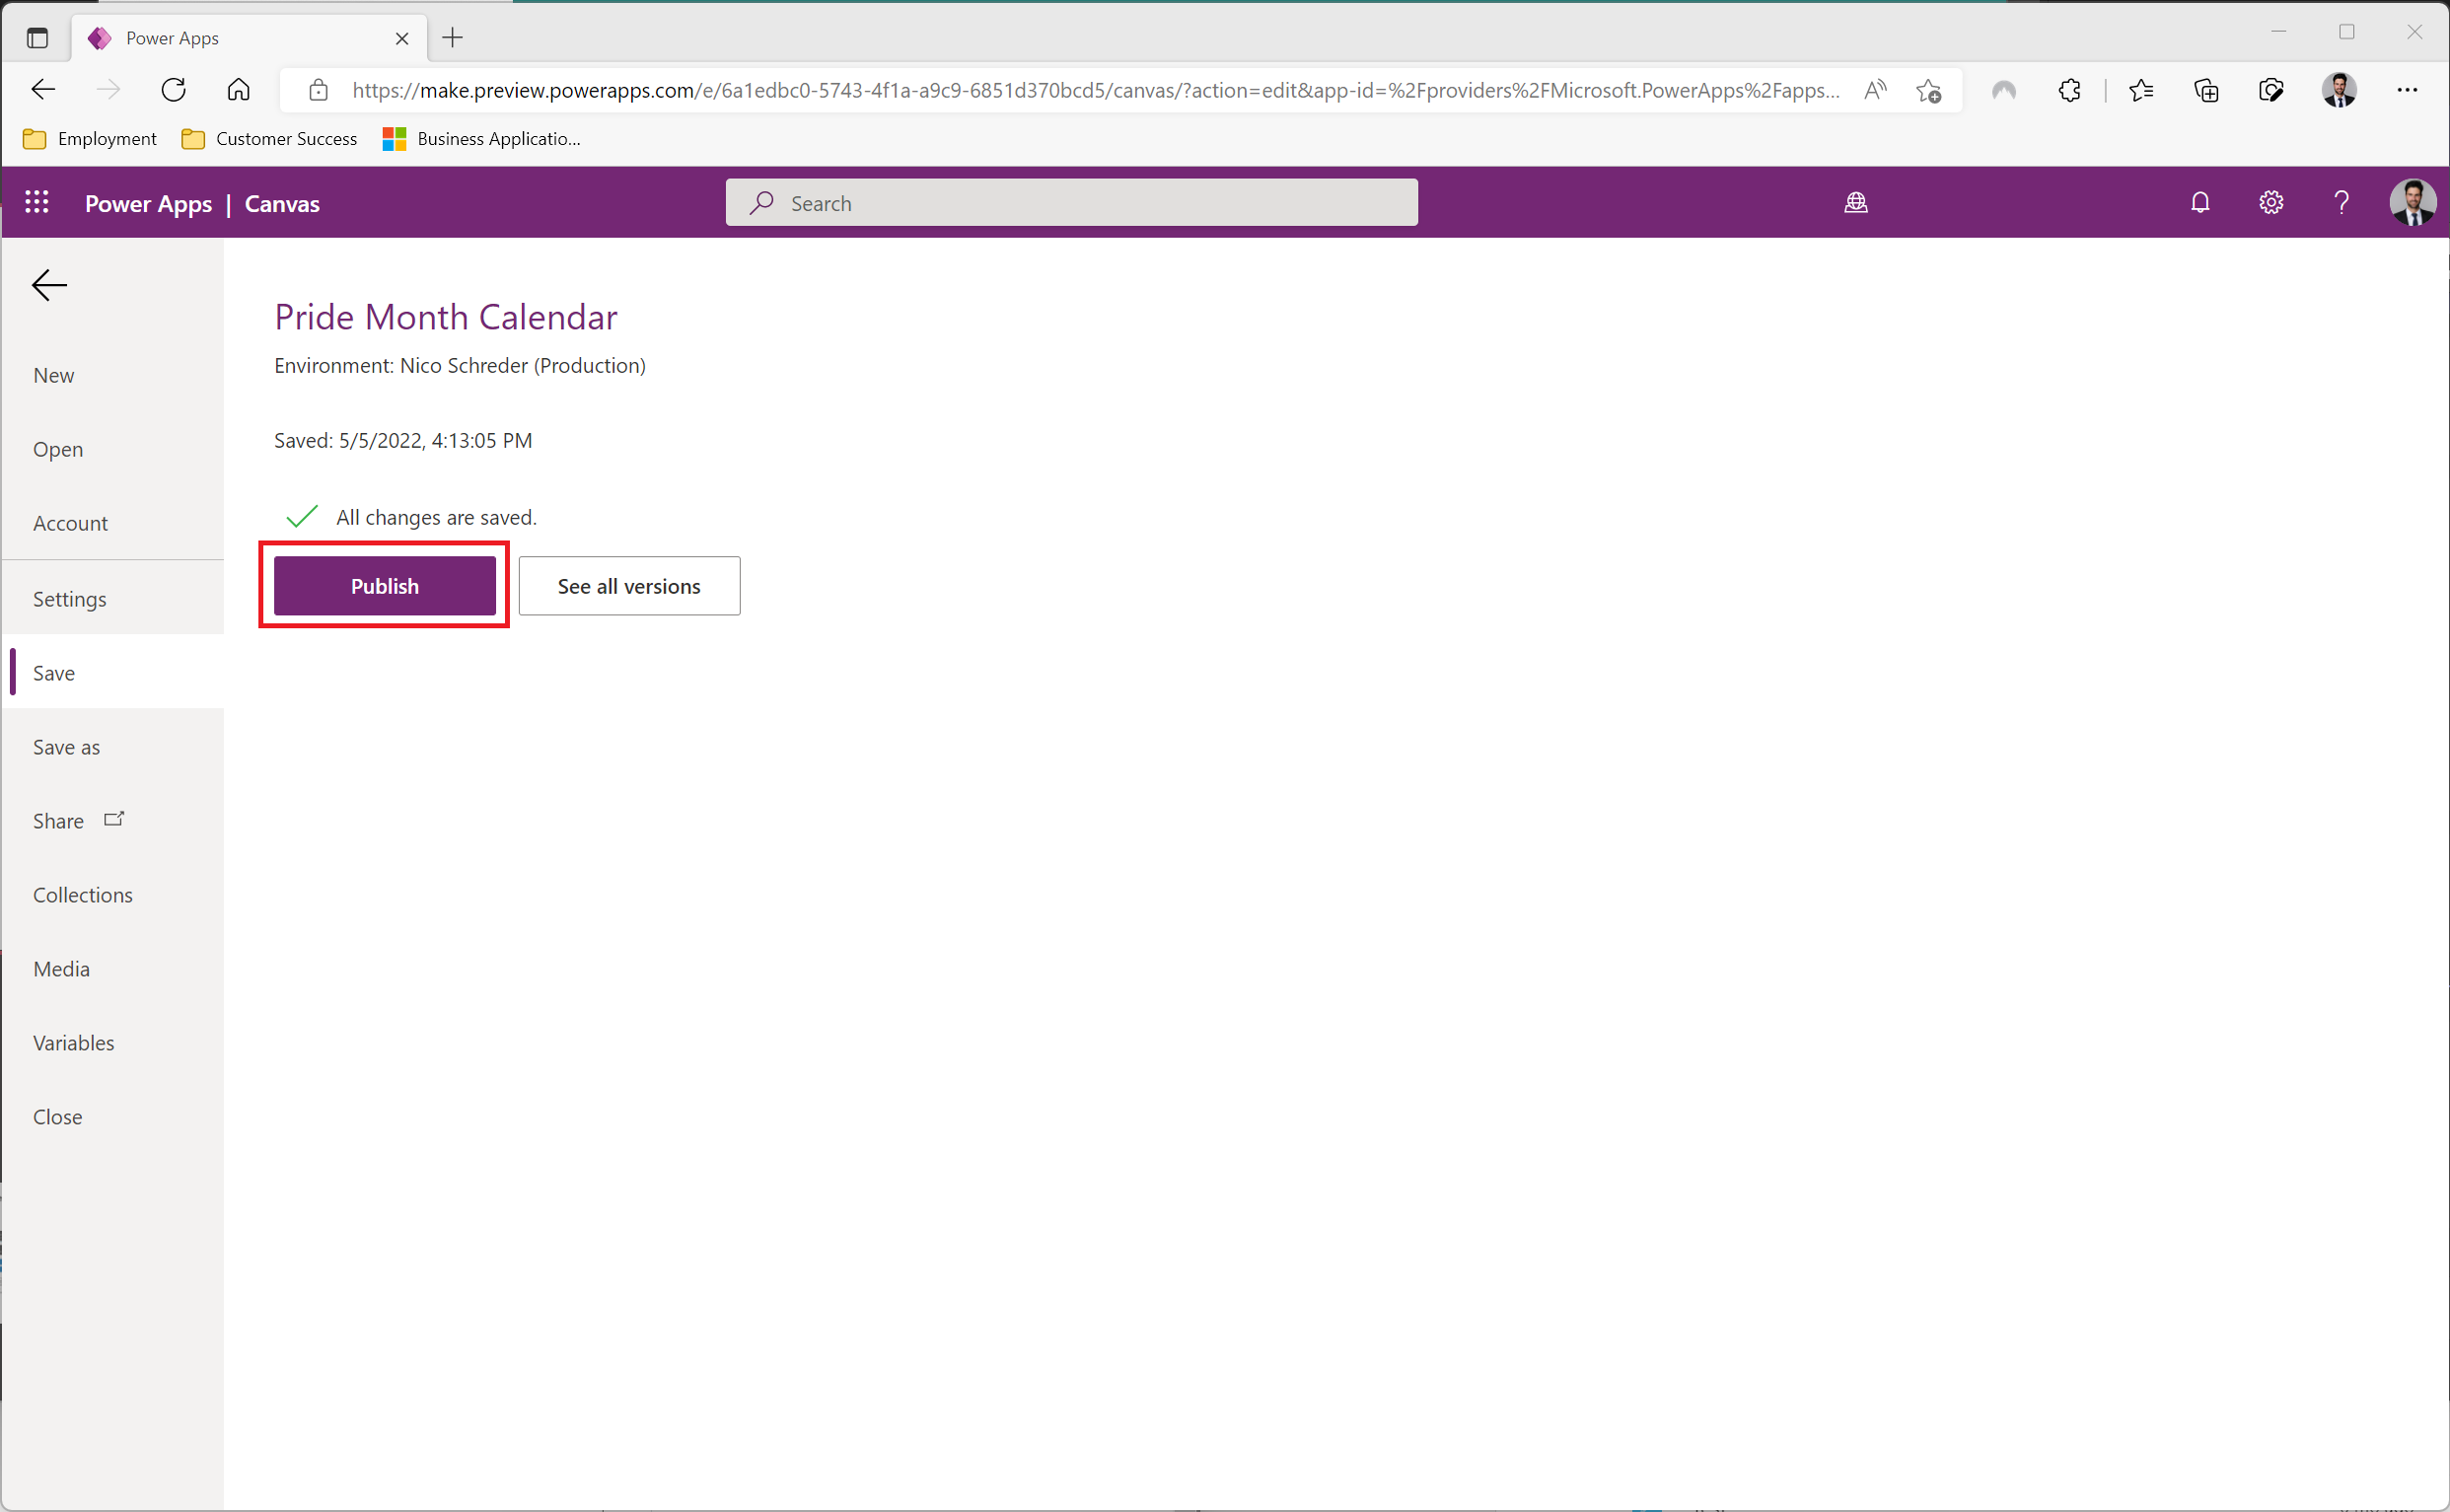 Power Apps
https://make.preview.powerapps.com/e/6a1edbc0-5743-4f1a-a9c9-6851d370bcd5/canvas/?action=edit&app-id=%2Fproviders%2FMicrosoft.PowerApps%2Fapps...
Employment
Customer Success
Business Applicatio...
Power Apps | Canvas
Search
Pride Month Calendar
Environment: Nico Schreder (Production)
Saved: 5/5/2022, 4:13:05 PM
All changes are saved.
Publish
See all versions
New
Open
Account
Settings
Save
Save as
Share
Collections
Media
Variables
Close